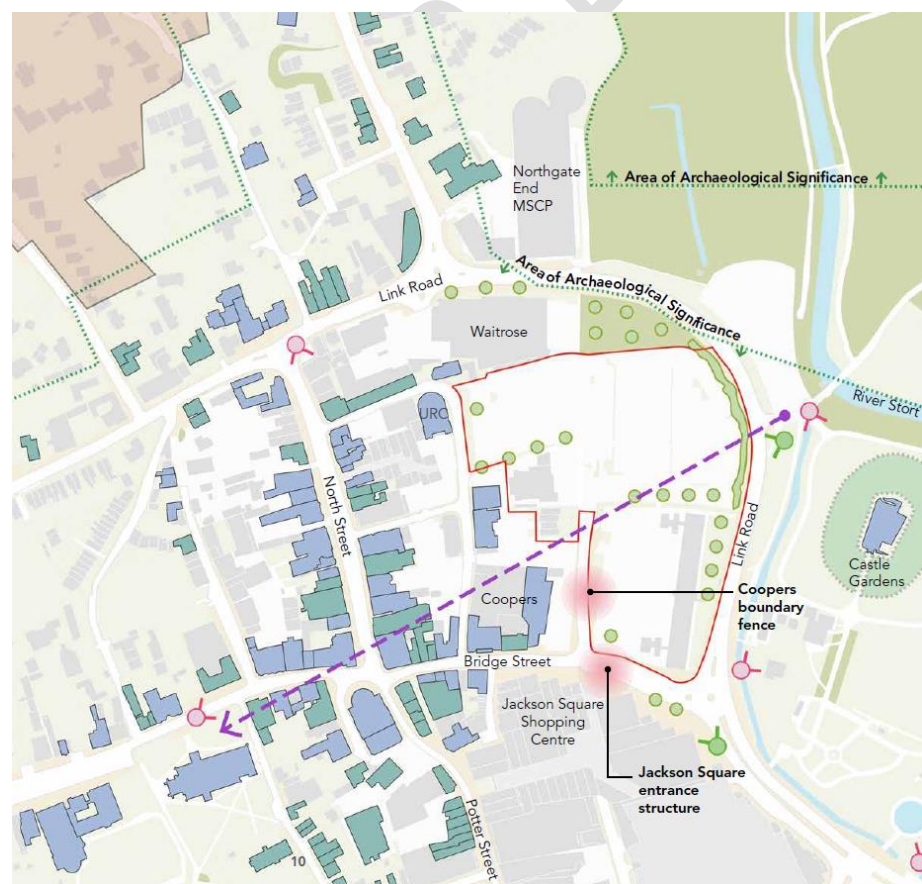 Northgate
End
MSCP
Area of Archaeological Significance
Area of Archaeological Significance
Link Road
Waitrose
River Stort
URC
North Street
Link Road
Castle
Gardens
Coopers
Coopers
boundary
fence
Bridge Street
Jackson Square
Shopping
Centre
Jackson Square
entrance
structure
Potter Street
10